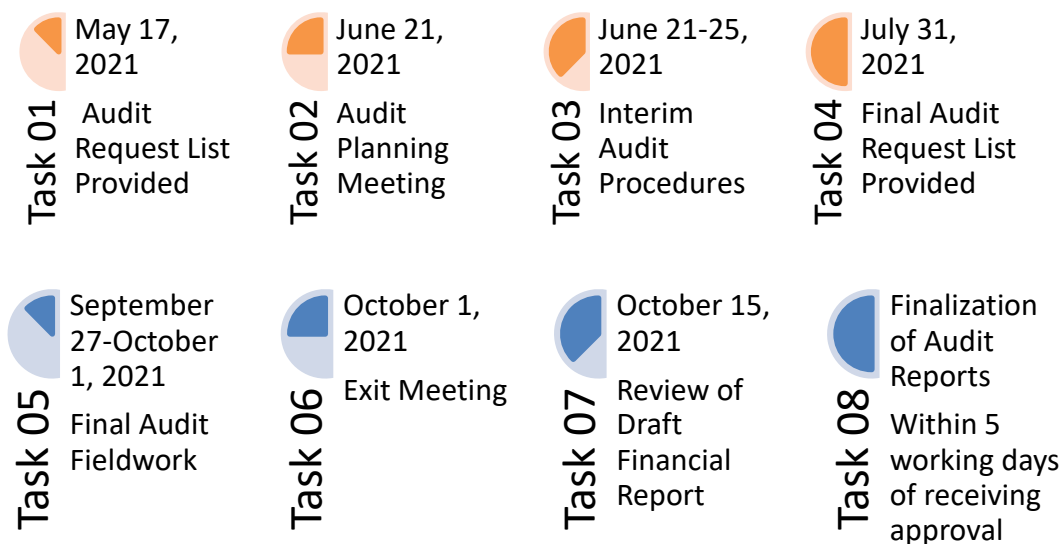 Task 01
May 17,
2021
Audit
Request List
Provided
Task 02
June 21,
2021
Audit
Planning
Meeting
Task 03
June 21-25,
2021
Interim
Audit
Procedures
Task 04
July 31,
2021
Final Audit
Request List
Provided
Task 05
September
27-October
1, 2021
Final Audit
Fieldwork
Task 06
October 1,
2021
Exit Meeting
Task 07
October 15,
2021
Review of
Draft
Financial
Report
Task 08
Finalization
of Audit
Reports
Within 5
working days
of receiving
approval